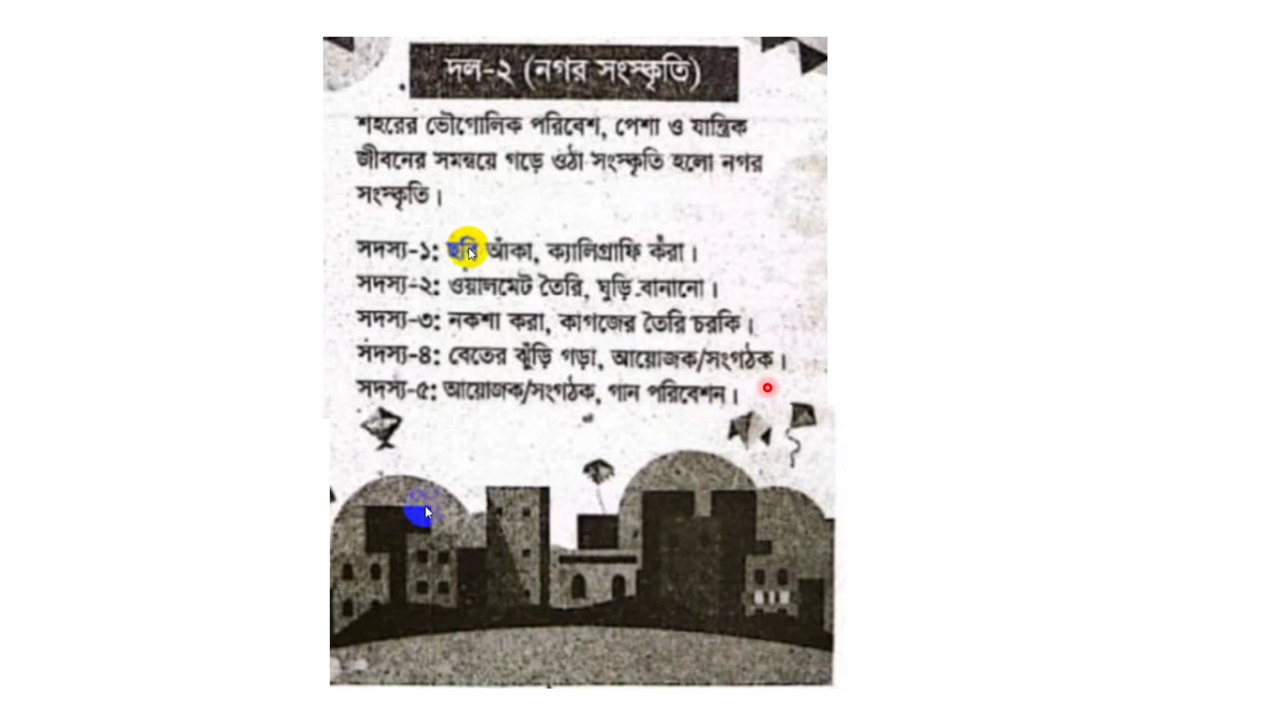 দল-২ (নগর সংস্কৃতি)
শহরের ভৌগোলিক পরিবেশ, পেশা ও যান্ত্রিক
জীবনের সমন্বয়ে গড়ে ওঠা সংস্কৃতি হলো নগর
সংস্কৃতি।
সদস্য-১: ছবি আঁকা, ক্যালিগ্রাফি করা।
সদস্য-২: ওয়ালমেট তৈরি, ঘুড়ি বানানো।
সদস্য-৩: নকশা করা, কাগজের তৈরি চরকি।
সদস্য-৪: বেতের ঝুঁড়ি গড়া, আয়োজক/সংগঠক।
সদস্য-৫: আয়োজক/সংগঠক, গান পরিবেশন।